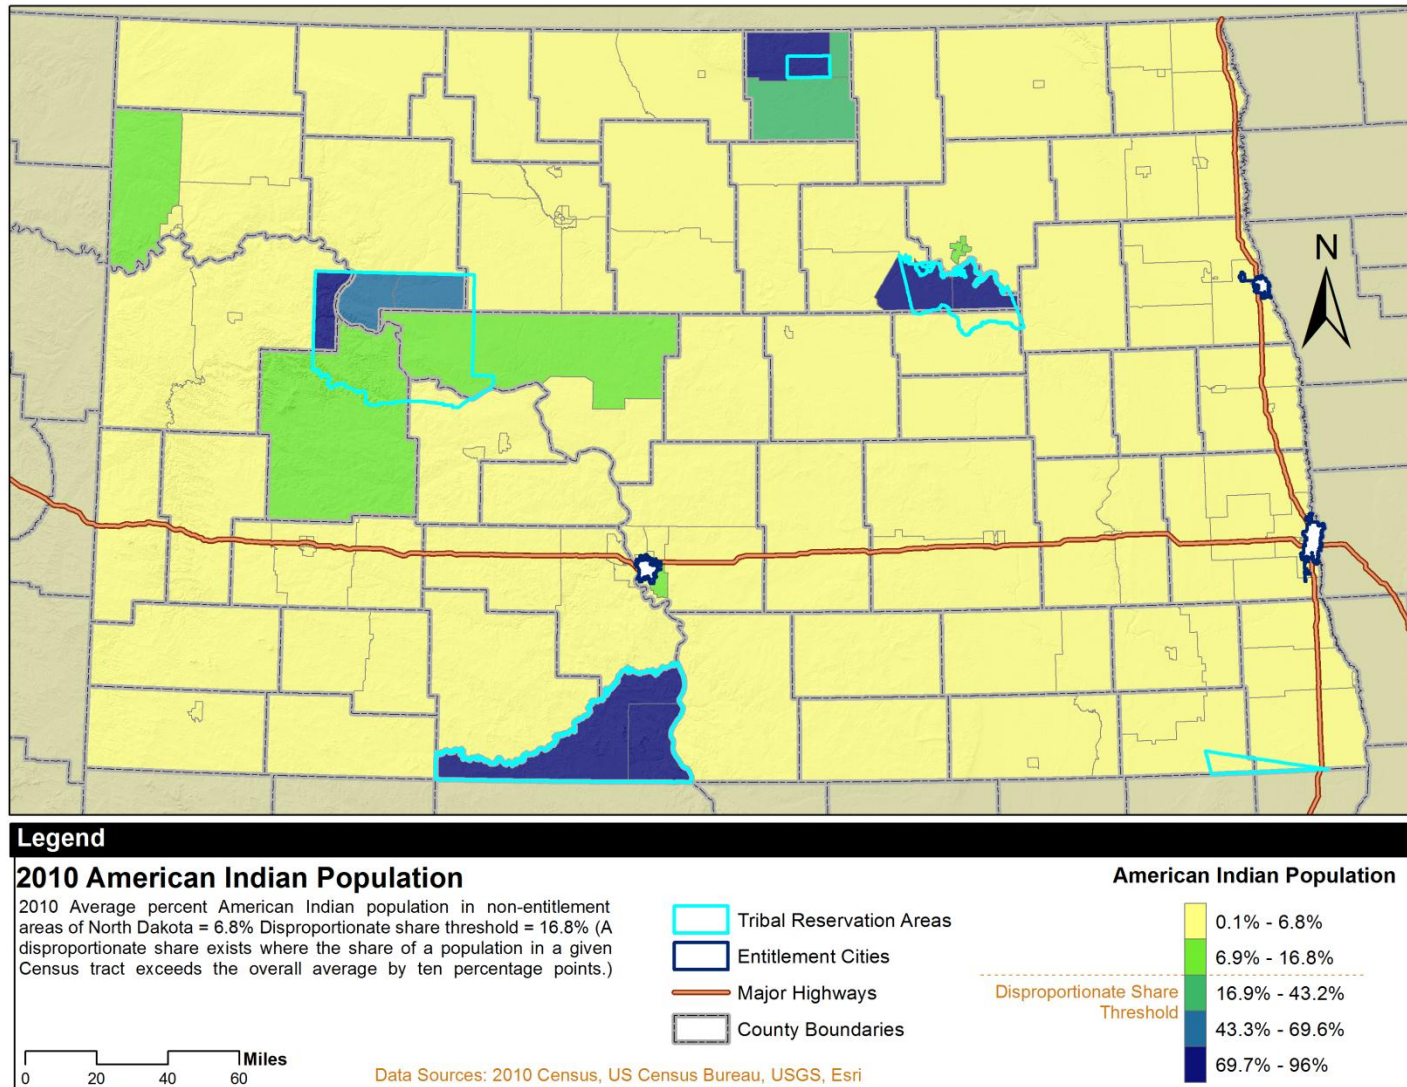 N
Legend
2010 American Indian Population
2010 Average percent American Indian population in non-entitlement
areas of North Dakota = 6.8% Disproportionate share threshold = 16.8% (A
disproportionate share exists where the share of a population in a given
Census tract exceeds the overall average by ten percentage points.)
0 20 40 60 Miles
Tribal Reservation Areas
Entitlement Cities
Major Highways
County Boundaries
Data Sources: 2010 Census, US Census Bureau, USGS, Esri
American Indian Population
0.1% - 6.8%
6.9% - 16.8%
Disproportionate Share
Threshold
16.9% - 43.2%
43.3% - 69.6%
69.7% - 96%